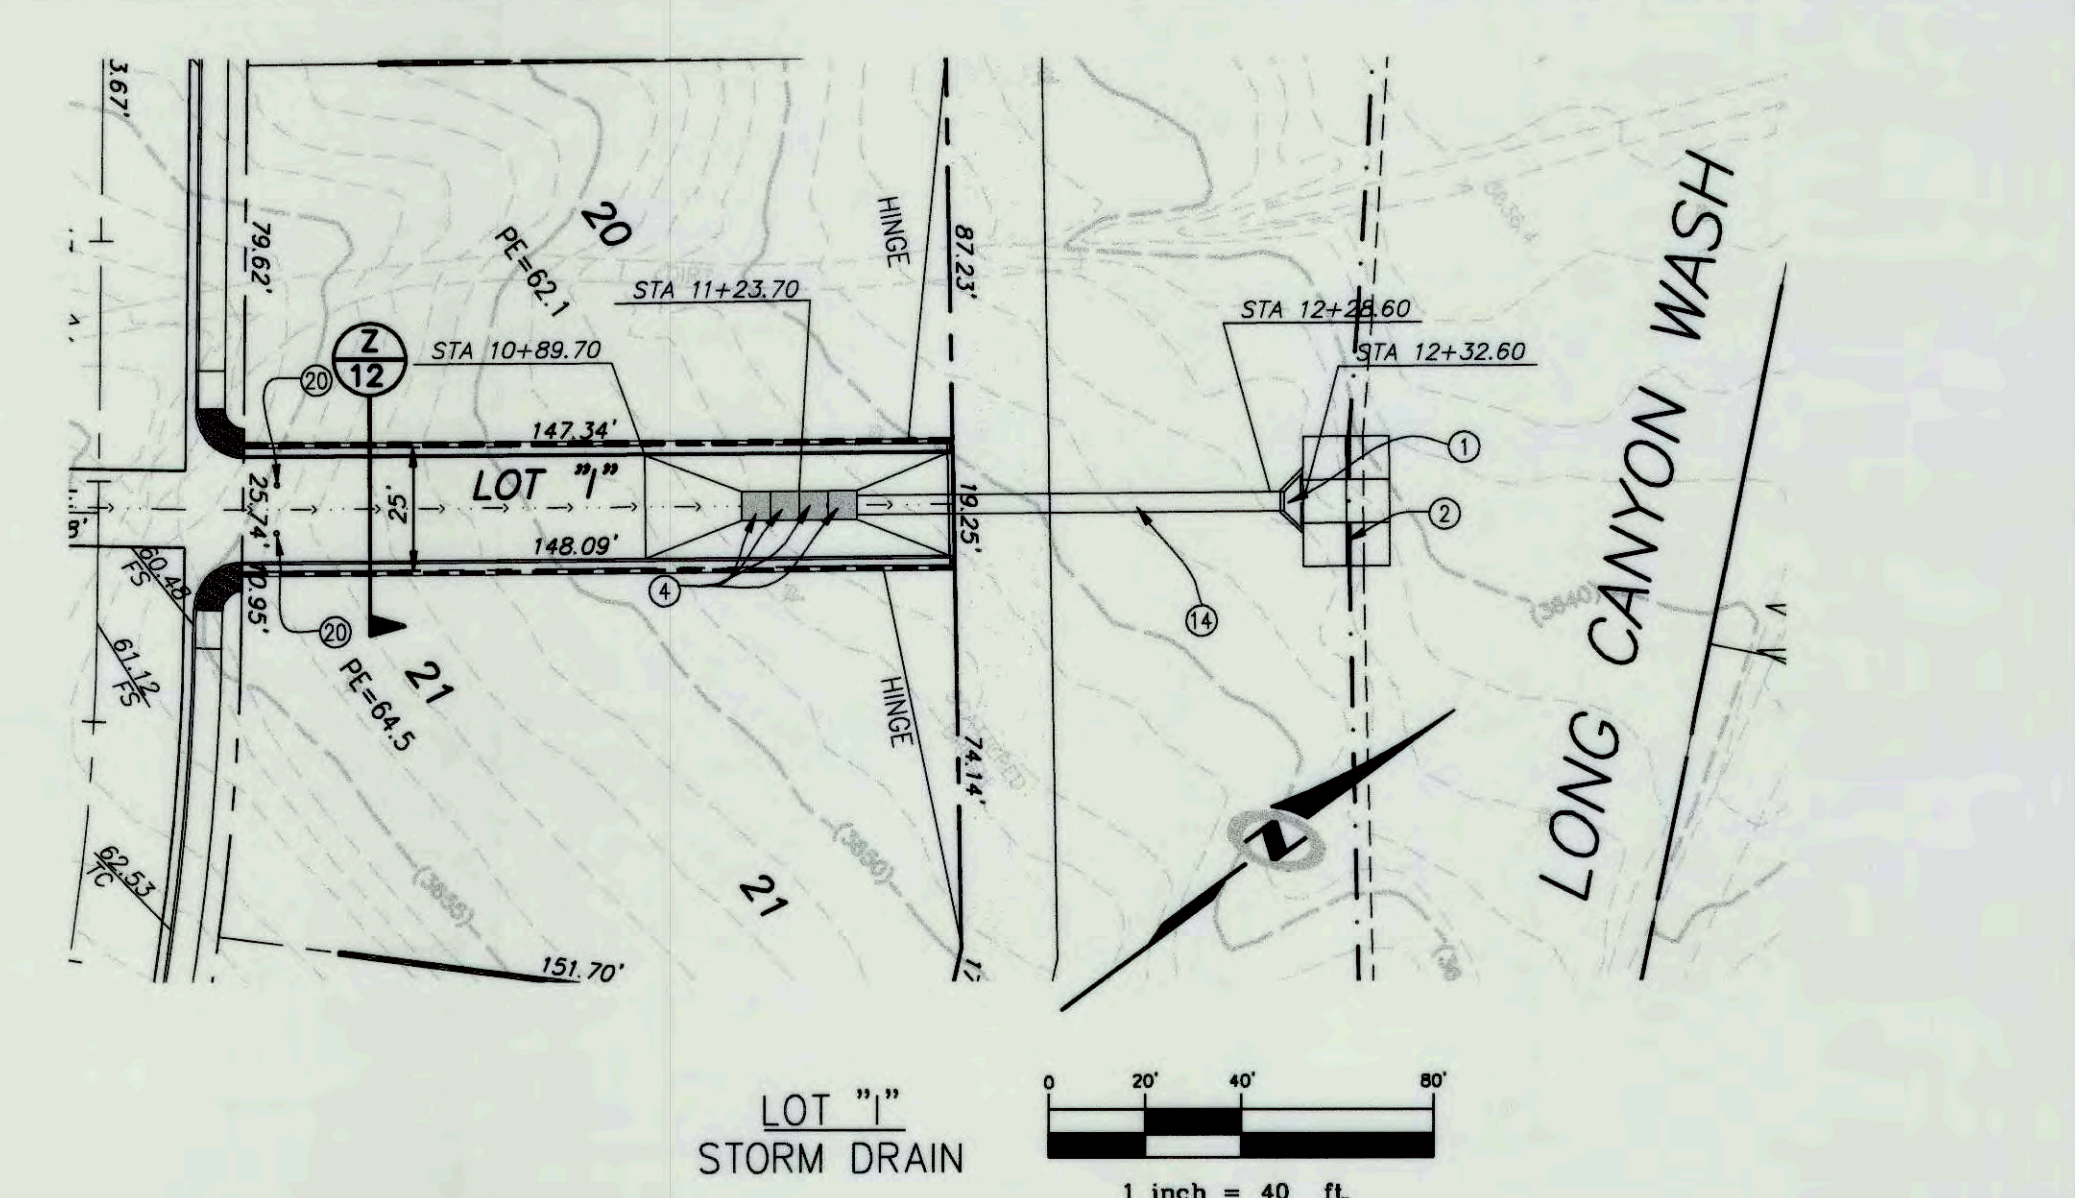 3.67'
79.62'
20
PE=62.1
HINGE
87.23'
STA 11+23.70
STA 10+89.70
STA 12+28.60
STA 12+32.60
LONG CANYON WASH
Z
12
20
147.34'
LOT "I"
25'
25.74'
148.09'
19.25'
1
2
4
14
20
10.95'
60.48
FS
61.12
FS
62.53
TC
21
PE=64.5
HINGE
74.14'
(3840)
(3860)
21
151.70'
N
LOT "I"
STORM DRAIN
0 20' 40' 80'
1 inch = 40 ft.